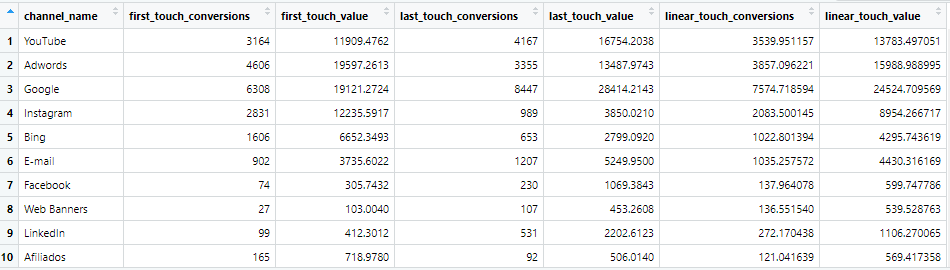 channel_name first_touch_conversions first_touch_value last_touch_conversions last_touch_value linear_touch_conversions linear_touch_value
1 YouTube 3164 11909.4762 4167 16754.2038 3539.951157 13783.497051
2 Adwords 4606 19597.2613 3355 13487.9743 3857.096221 15988.988995
3 Google 6308 19121.2724 8447 28414.2143 7574.718594 24524.709569
4 Instagram 2831 12235.5917 989 3850.0210 2083.500145 8954.266717
5 Bing 1606 6652.3493 653 2799.0920 1022.801394 4295.743619
6 E-mail 902 3735.6022 1207 5249.9500 1035.257572 4430.316169
7 Facebook 74 305.7432 230 1069.3843 137.964078 599.747786
8 Web Banners 27 103.0040 107 453.2608 136.551540 539.528763
9 LinkedIn 99 412.3012 531 2202.6123 272.170438 1106.270065
10 Afiliados 165 718.9780 92 506.0140 121.041639 569.417358